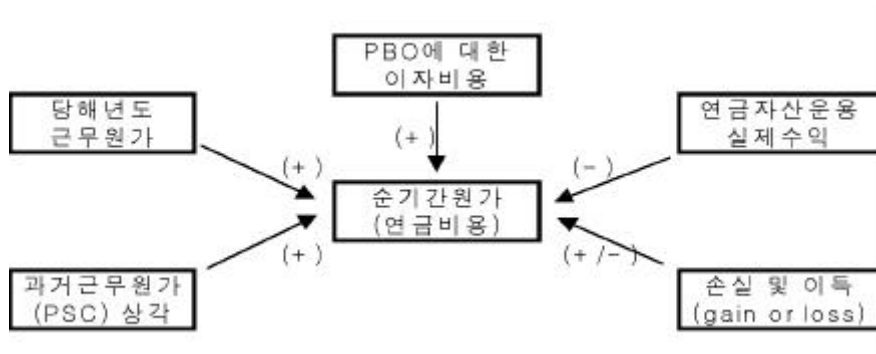 PBO에 대한
이자비용
당해년도
근무원가
연금자산운용
실제수익
(+)
(+)
(-)
순기간원가
(연금비용)
(+)
(+/-)
과거근무원가
(PSC) 상각
손실 및 이득
(gain or loss)